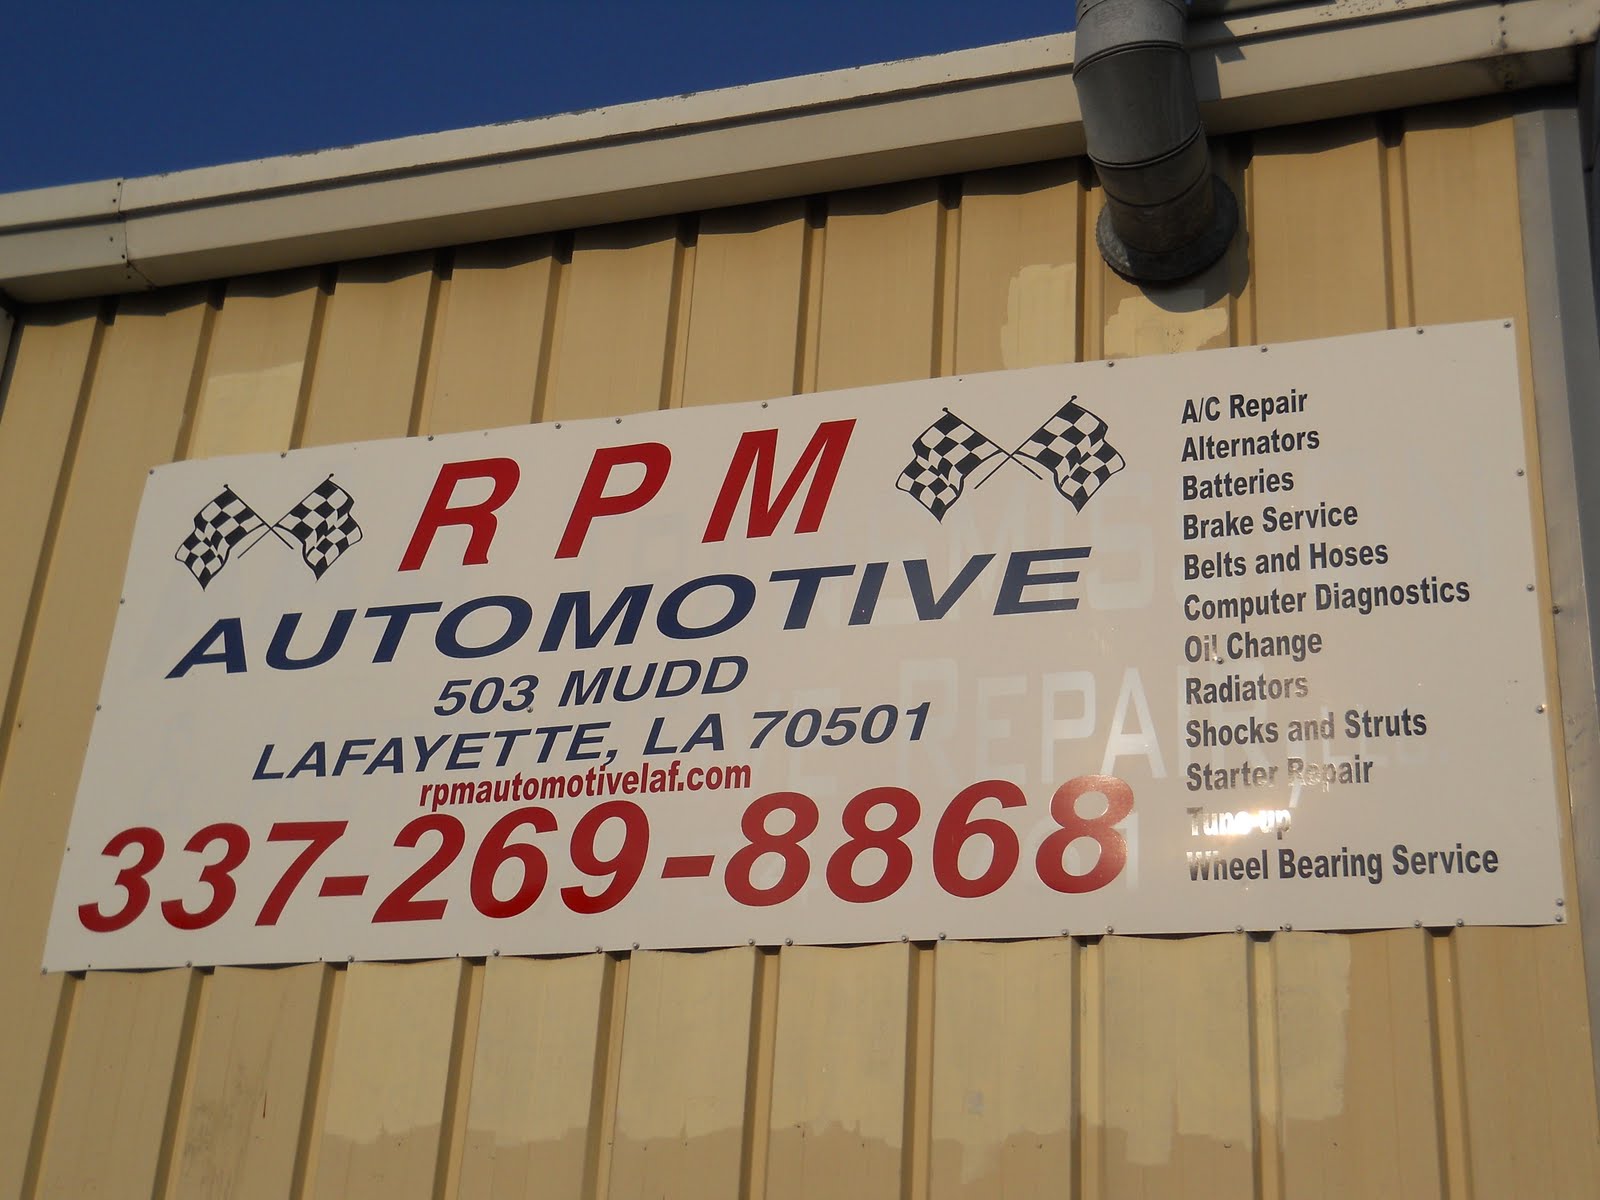 RPM
AUTOMOTIVE
503 MUDD
LAFAYETTE, LA 70501
rpmautomotivelaf.com
337-269-8868
A/C Repair
Alternators
Batteries
Brake Service
Belts and Hoses
Computer Diagnostics
Oil Change
Radiators
Shocks and Struts
Starter Repair
Tune-up
Wheel Bearing Service
REPAIR